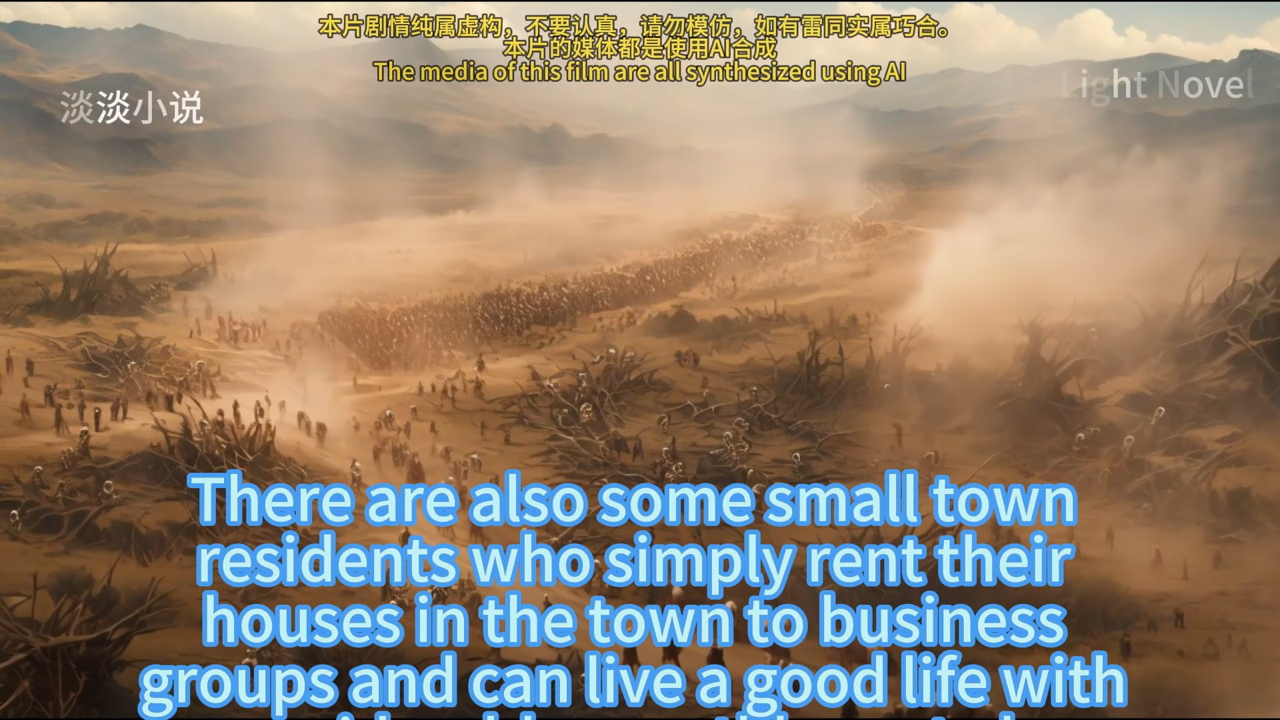 本片剧情纯属虚构，不要认真，请勿模仿，如有雷同实属巧合。
本片的媒体都是使用AI合成
The media of this film are all synthesized using AI
淡淡小说
Light Novel
There are also some small town
residents who simply rent their
houses in the town to business
groups and can live a good life with